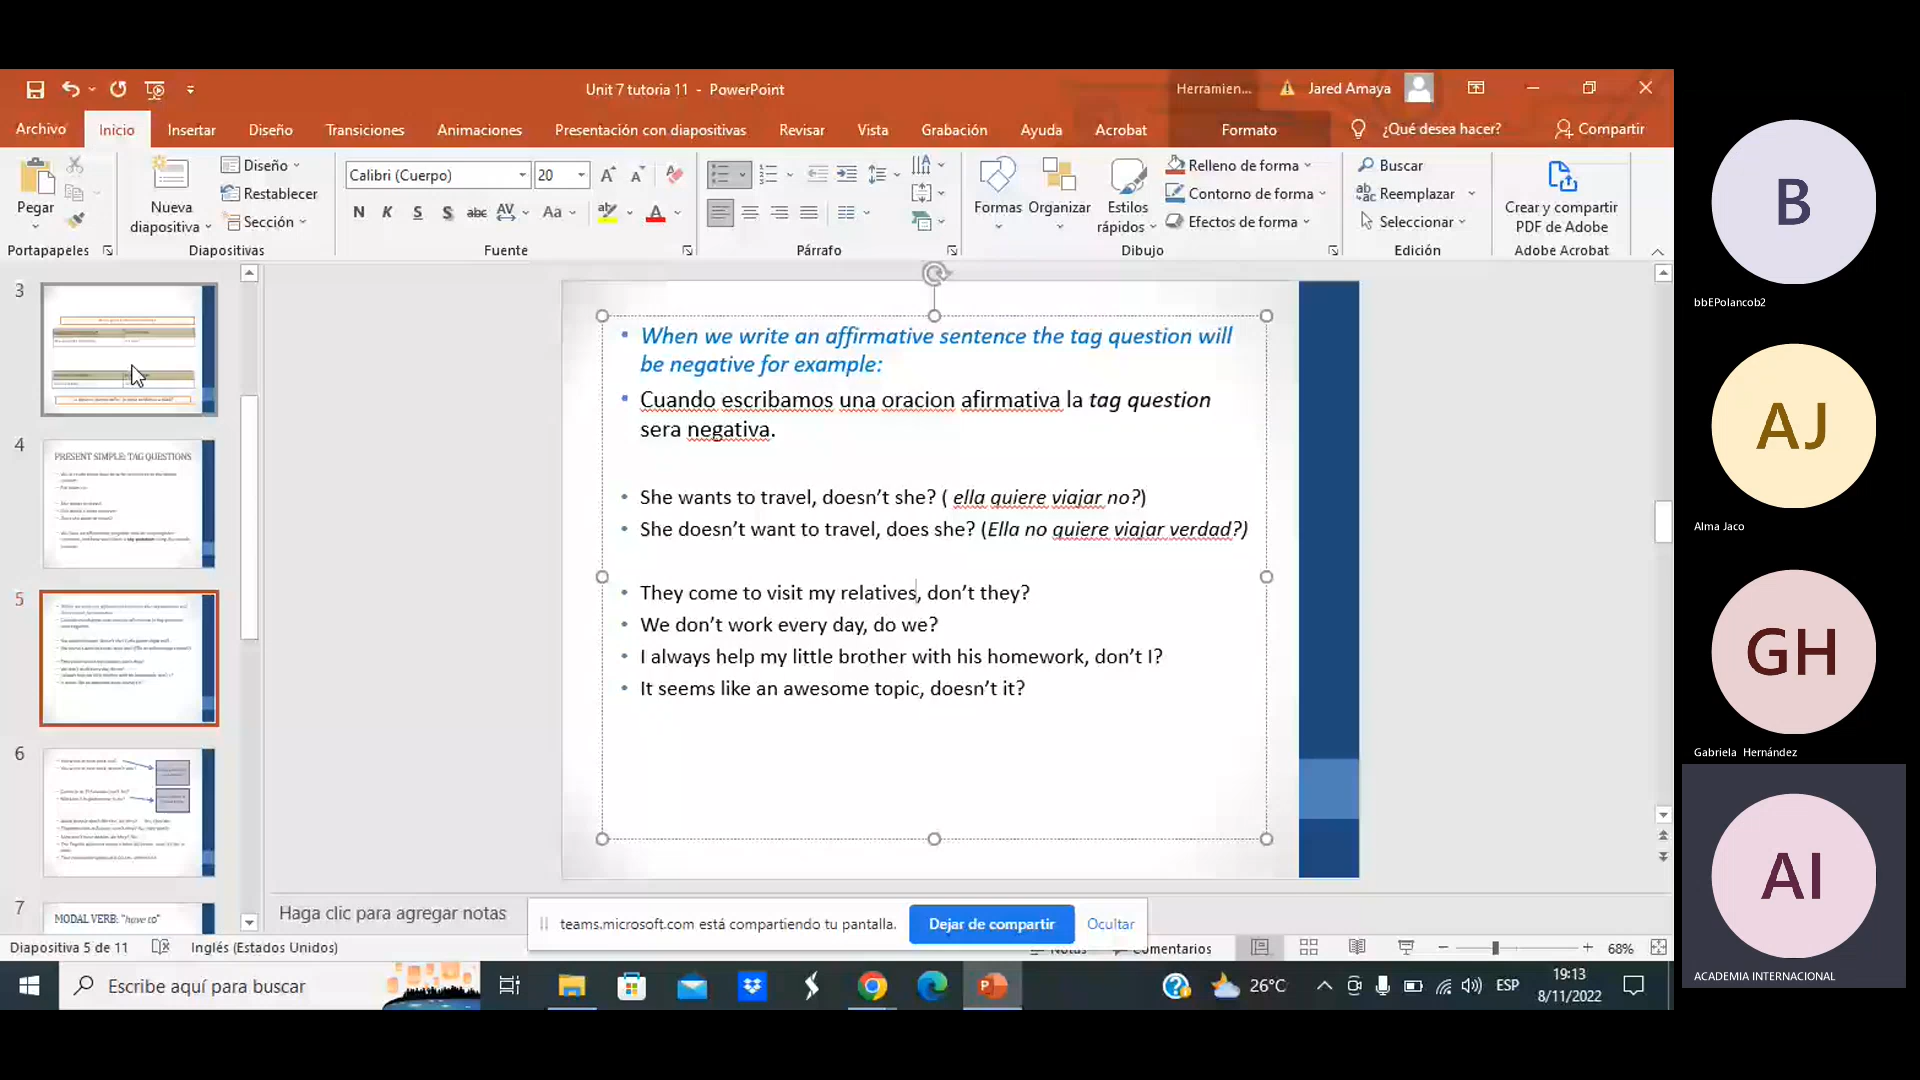 Unit 7 tutoria 11 - PowerPoint
Herramien...
Jared Amaya
Archivo
Inicio
Insertar
Diseño
Transiciones
Animaciones
Presentación con diapositivas
Revisar
Vista
Grabación
Ayuda
Acrobat
Formato
¿Qué desea hacer?
Compartir
Pegar
Nueva
diapositiva
Diseño
Restablecer
Sección
Calibri (Cuerpo)
20
N K S S abc AV Aa A
Formas
Organizar
Estilos
rápidos
Relleno de forma
Contorno de forma
Efectos de forma
Buscar
Reemplazar
Seleccionar
Crear y compartir
PDF de Adobe
Portapapeles
Diapositivas
Fuente
Párrafo
Dibujo
Edición
Adobe Acrobat
3
4
PRESENT SIMPLE: TAG QUESTIONS
5
6
7
MODAL VERB: "have to"
• When we write an affirmative sentence the tag question will
be negative for example:
• Cuando escribamos una oracion afirmativa la tag question
sera negativa.
• She wants to travel, doesn't she? ( ella quiere viajar no?)
• She doesn't want to travel, does she? (Ella no quiere viajar verdad?)
• They come to visit my relatives, don't they?
• We don't work every day, do we?
• I always help my little brother with his homework, don't I?
• It seems like an awesome topic, doesn't it?
Haga clic para agregar notas
teams.microsoft.com está compartiendo tu pantalla.
Dejar de compartir
Ocultar
Diapositiva 5 de 11
Inglés (Estados Unidos)
68%
Escribe aquí para buscar
26°C
ESP
19:13
8/11/2022
B
bbEPolancob2
AJ
Alma Jaco
GH
Gabriela Hernández
AI
ACADEMIA INTERNACIONAL